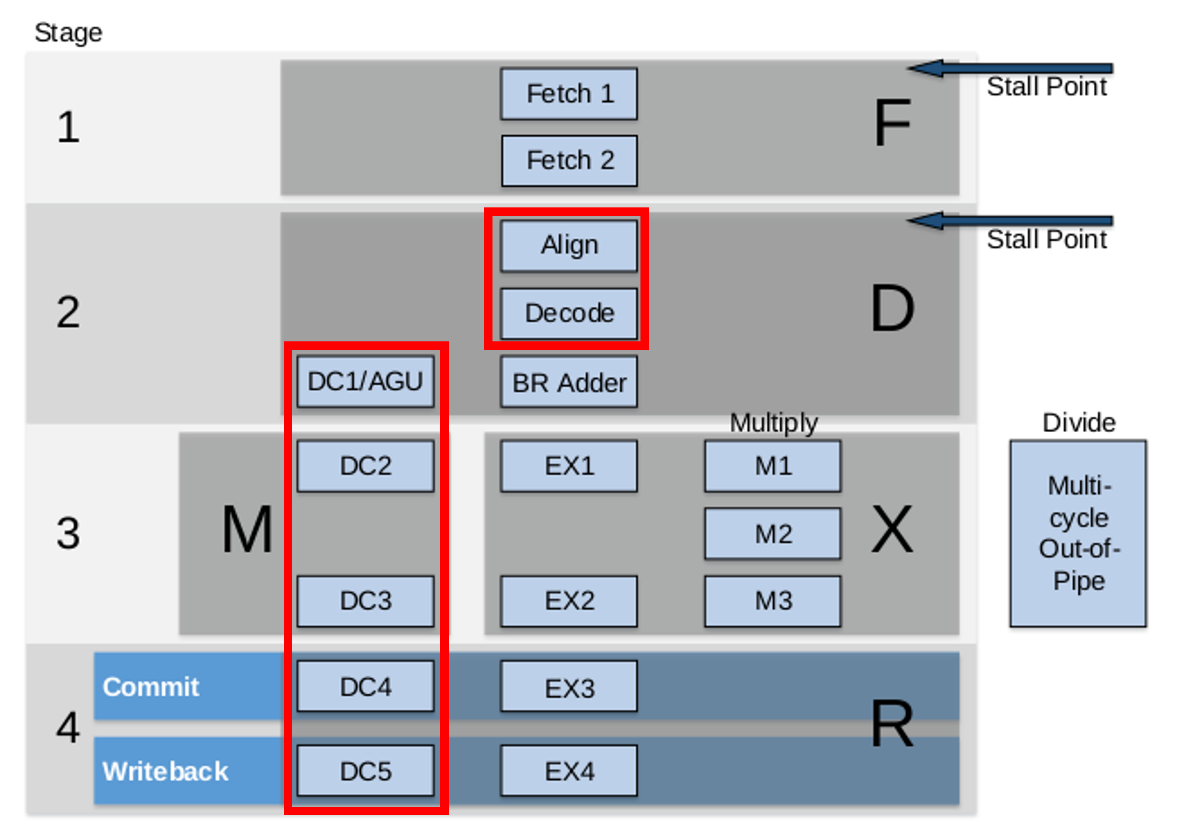 Stage
1
Fetch 1
Fetch 2
F
Stall Point
2
Align
Decode
DC1/AGU
BR Adder
D
Stall Point
3
M
DC2
DC3
EX1
EX2
Multiply
M1
M2
M3
X
Divide
Multi-
cycle
Out-of-
Pipe
4
Commit
DC4
EX3
R
Writeback
DC5
EX4